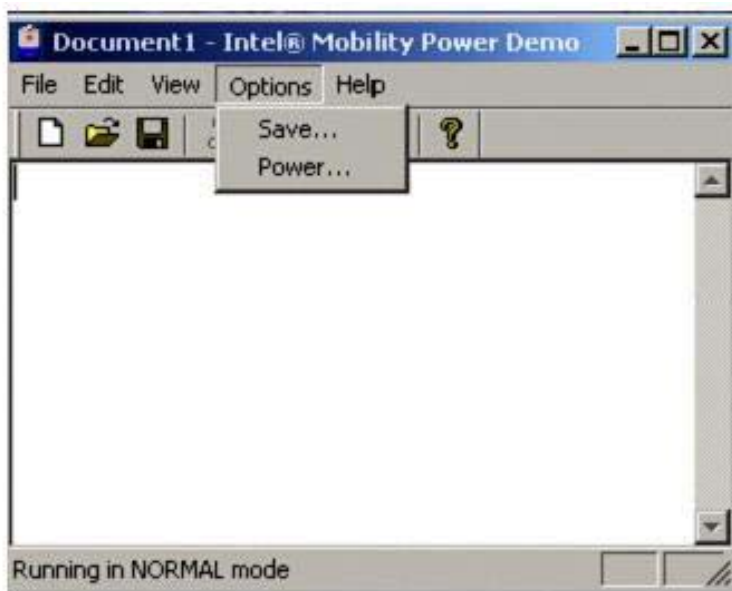 Document1 - Intel® Mobility Power Demo
File Edit View Options Help
Save...
Power...
Running in NORMAL mode